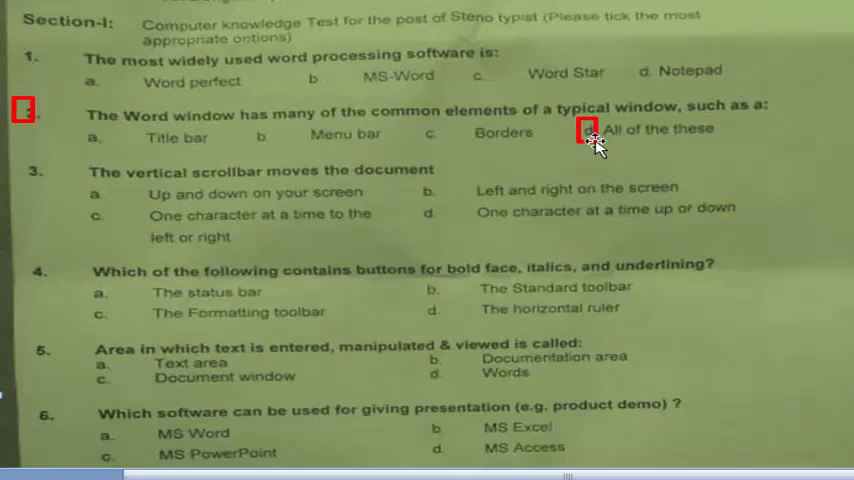 Section-I: Computer knowledge Test for the post of Steno typist (Please tick the most
appropriate options)
1. The most widely used word processing software is:
a. Word perfect b. MS-Word c. Word Star d. Notepad
The Word window has many of the common elements of a typical window, such as a:
a. Title bar b. Menu bar c. Borders d. All of the these
3. The vertical scrollbar moves the document
a. Up and down on your screen b. Left and right on the screen
c. One character at a time to the d. One character at a time up or down
left or right
4. Which of the following contains buttons for bold face, italics, and underlining?
a. The status bar b. The Standard toolbar
c. The Formatting toolbar d. The horizontal ruler
5. Area in which text is entered, manipulated & viewed is called:
a. Text area b. Documentation area
c. Document window d. Words
6. Which software can be used for giving presentation (e.g. product demo) ?
a. MS Word b. MS Excel
c. MS PowerPoint d. MS Access